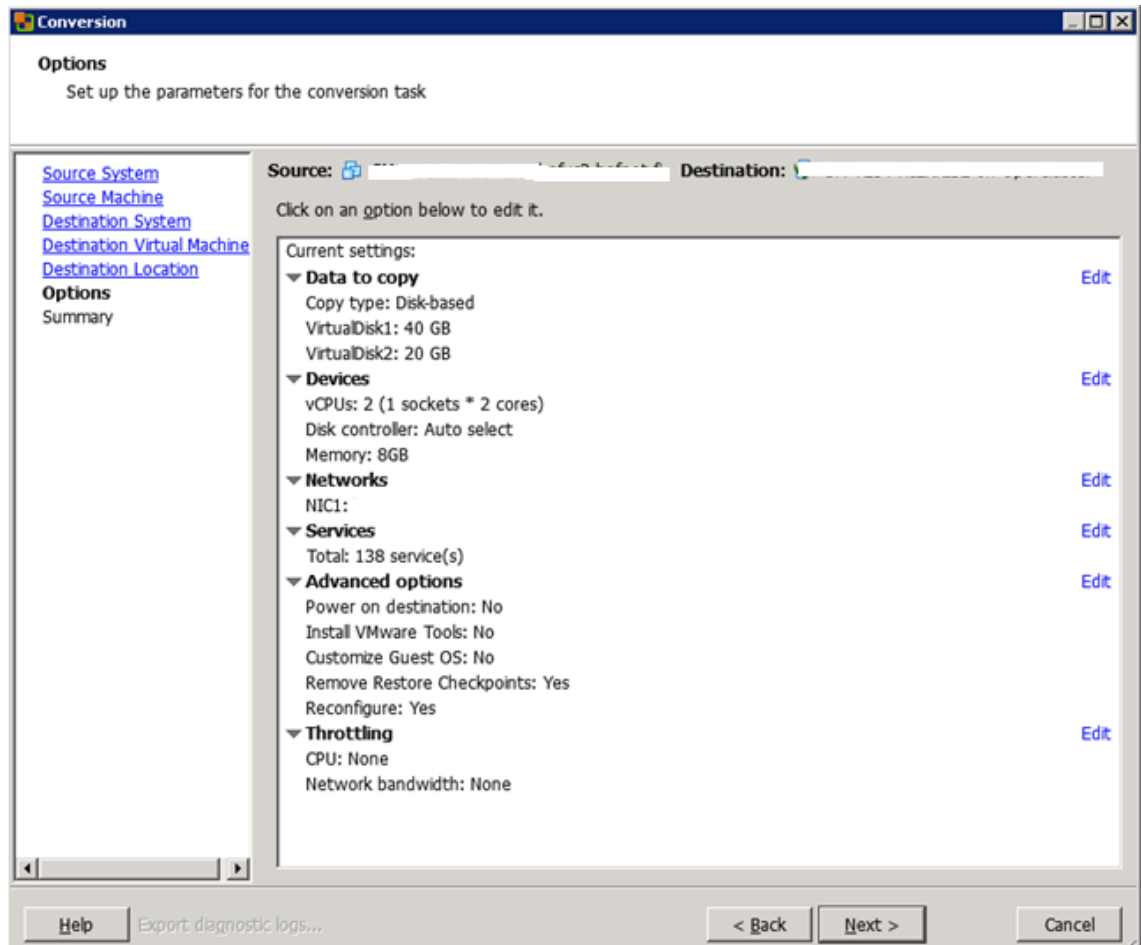 Conversion
Options
Set up the parameters for the conversion task
Source System
Source Machine
Destination System
Destination Virtual Machine
Destination Location
Options
Summary
Source: Destination:
Click on an option below to edit it.
Current settings:
Data to copy Edit
Copy type: Disk-based
VirtualDisk1: 40 GB
VirtualDisk2: 20 GB
Devices Edit
vCPUs: 2 (1 sockets * 2 cores)
Disk controller: Auto select
Memory: 8GB
Networks Edit
NIC1:
Services Edit
Total: 138 service(s)
Advanced options Edit
Power on destination: No
Install VMware Tools: No
Customize Guest OS: No
Remove Restore Checkpoints: Yes
Reconfigure: Yes
Throttling Edit
CPU: None
Network bandwidth: None
Help Export diagnostic logs... < Back Next > Cancel